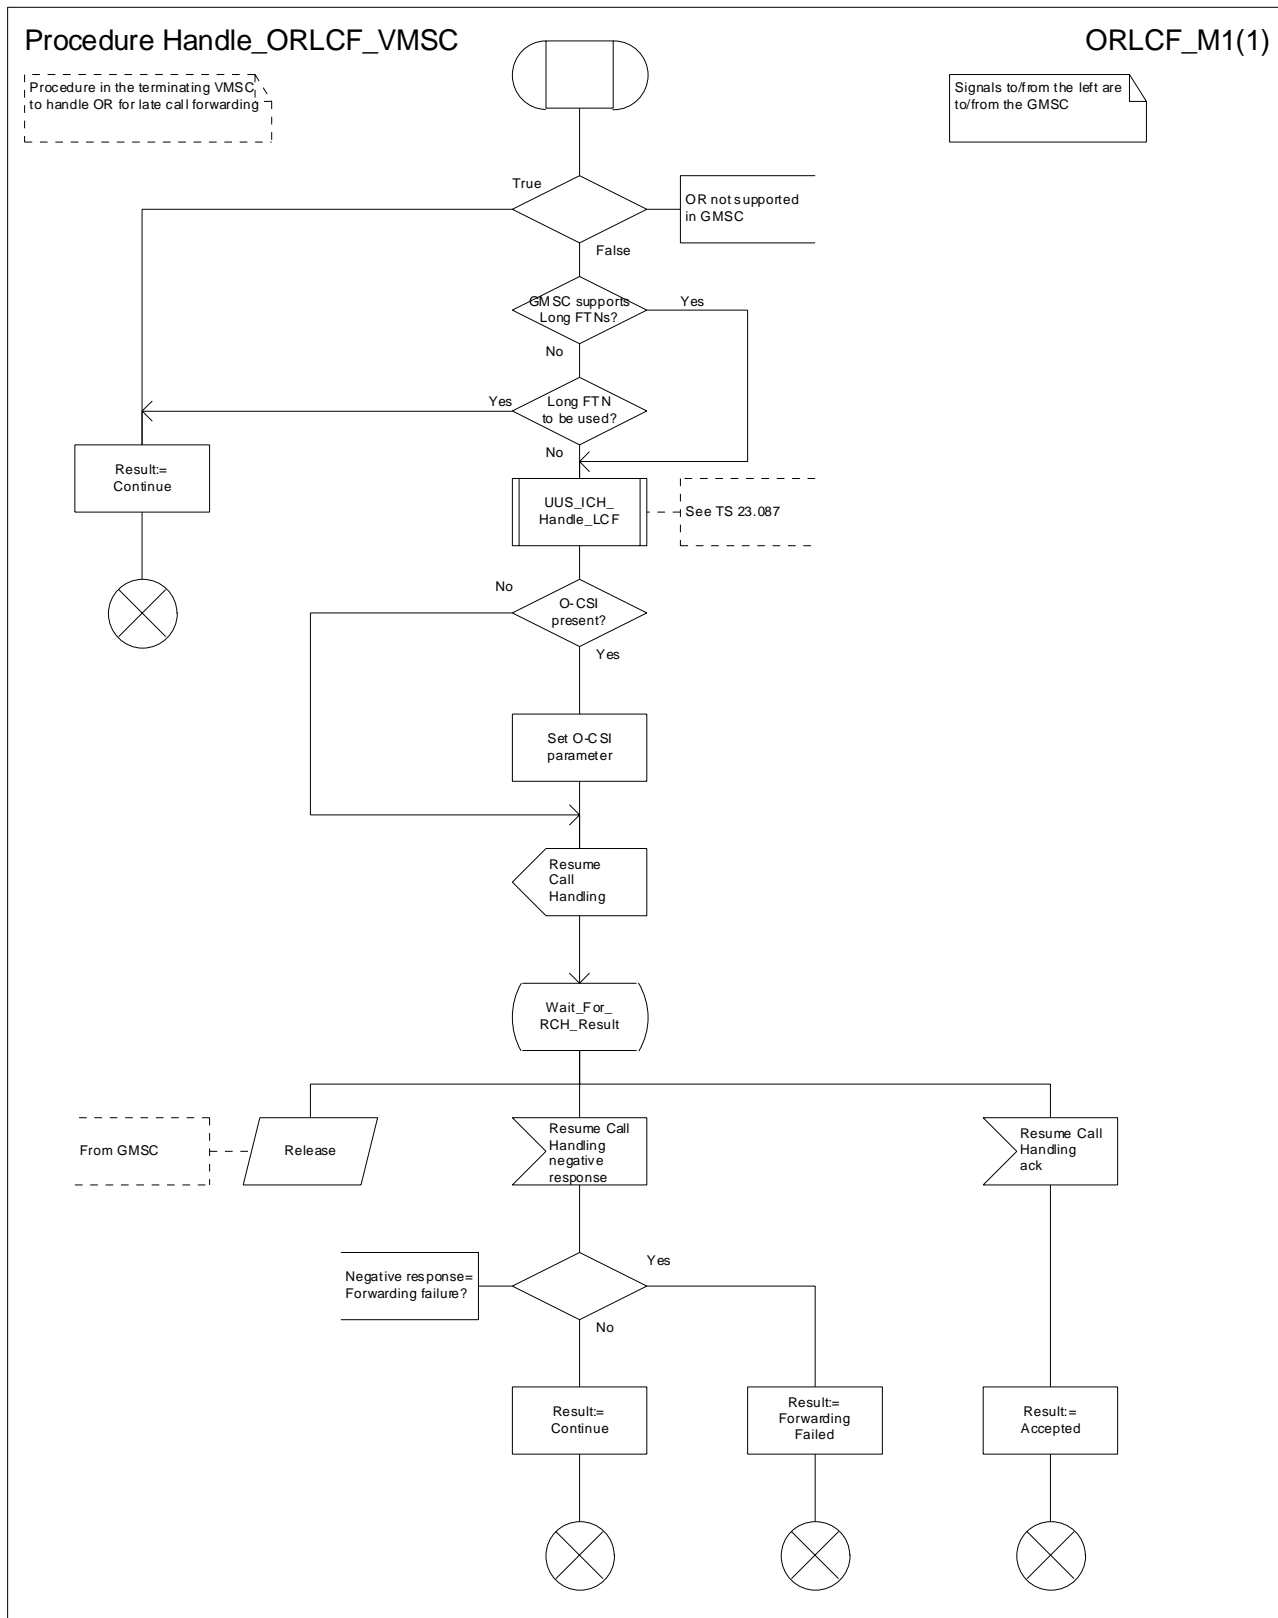 Procedure Handle_ORLCF_VMSC
ORLCF_M1(1)
Procedure in the terminating VMSC
to handle OR for late call forwarding
Signals to/from the left are
to/from the GMSC
True
OR not supported
in GMSC
False
GMSC supports
Long FTNs?
Yes
No
Yes
Long FTN
to be used?
No
Result:=
Continue
UUS_ICH_
Handle_LCF
See TS 23.087
No
O-CSI
present?
Yes
Set O-CSI
parameter
Resume
Call
Handling
Wait_For_
RCH_Result
From GMSC
Release
Resume Call
Handling
negative
response
Resume Call
Handling
ack
Negative response=
Forwarding failure?
Yes
No
Result:=
Continue
Result:=
Forwarding
Failed
Result:=
Accepted